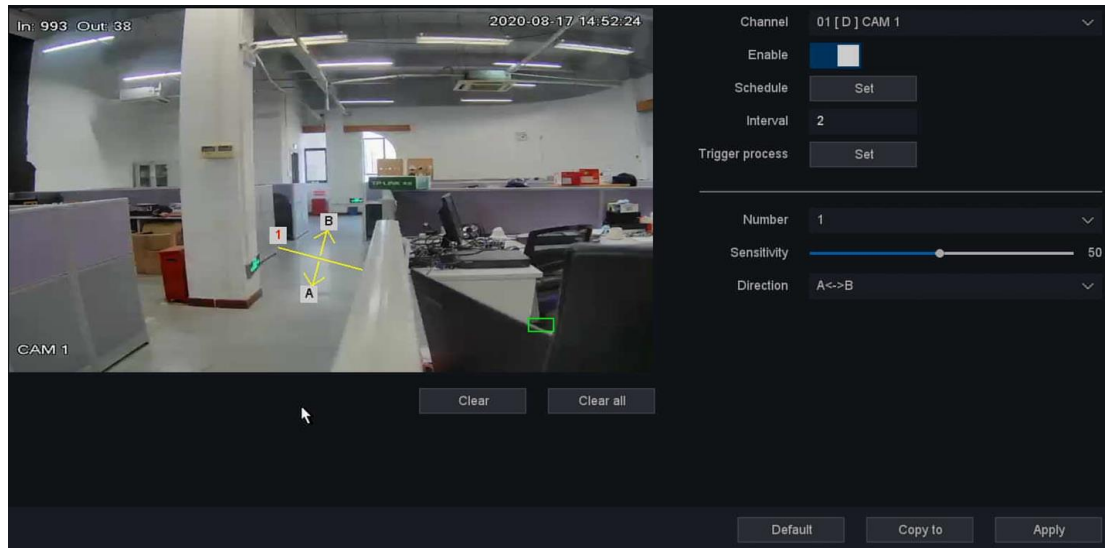 In: 993 Out: 38
2020-08-17 14:52:24
1
B
A
CAM 1
Clear
Clear all
Channel
01 [ D ] CAM 1
Enable
Schedule
Set
Interval
2
Trigger process
Set
Number
1
Sensitivity
50
Direction
A<->B
Default
Copy to
Apply